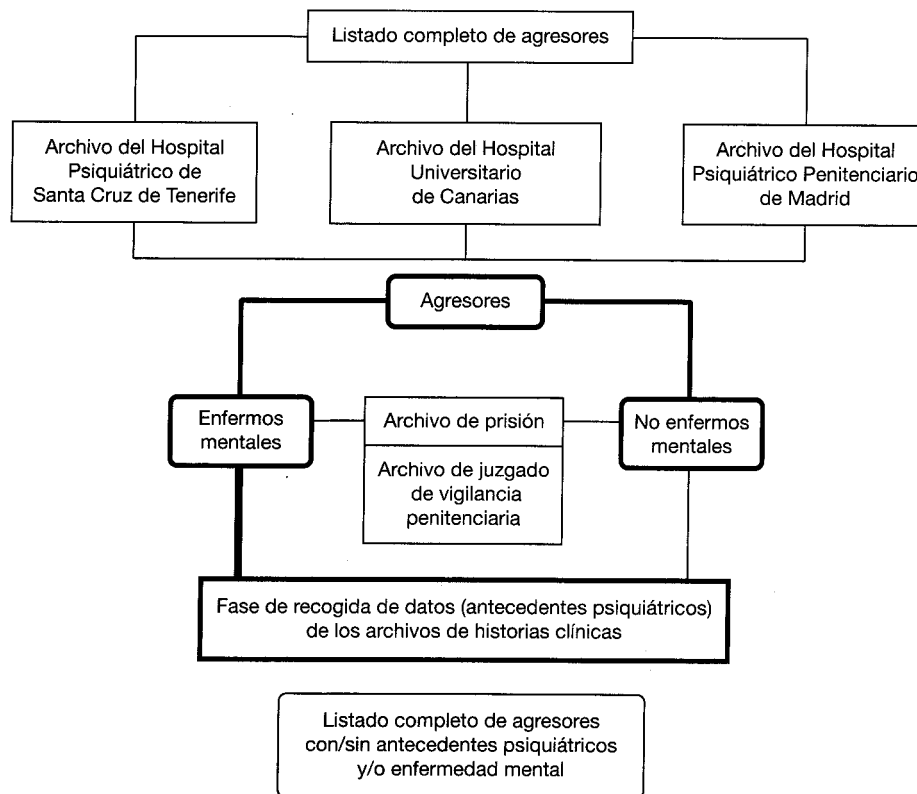 Listado completo de agresores
Archivo del Hospital
Psiquiátrico de
Santa Cruz de Tenerife
Archivo del Hospital
Universitario
de Canarias
Archivo del Hospital
Psiquiátrico Penitenciario
de Madrid
Agresores
Enfermos
mentales
Archivo de prisión
Archivo de juzgado
de vigilancia
penitenciaria
No enfermos
mentales
Fase de recogida de datos (antecedentes psiquiátricos)
de los archivos de historias clínicas
Listado completo de agresores
con/sin antecedentes psiquiátricos
y/o enfermedad mental